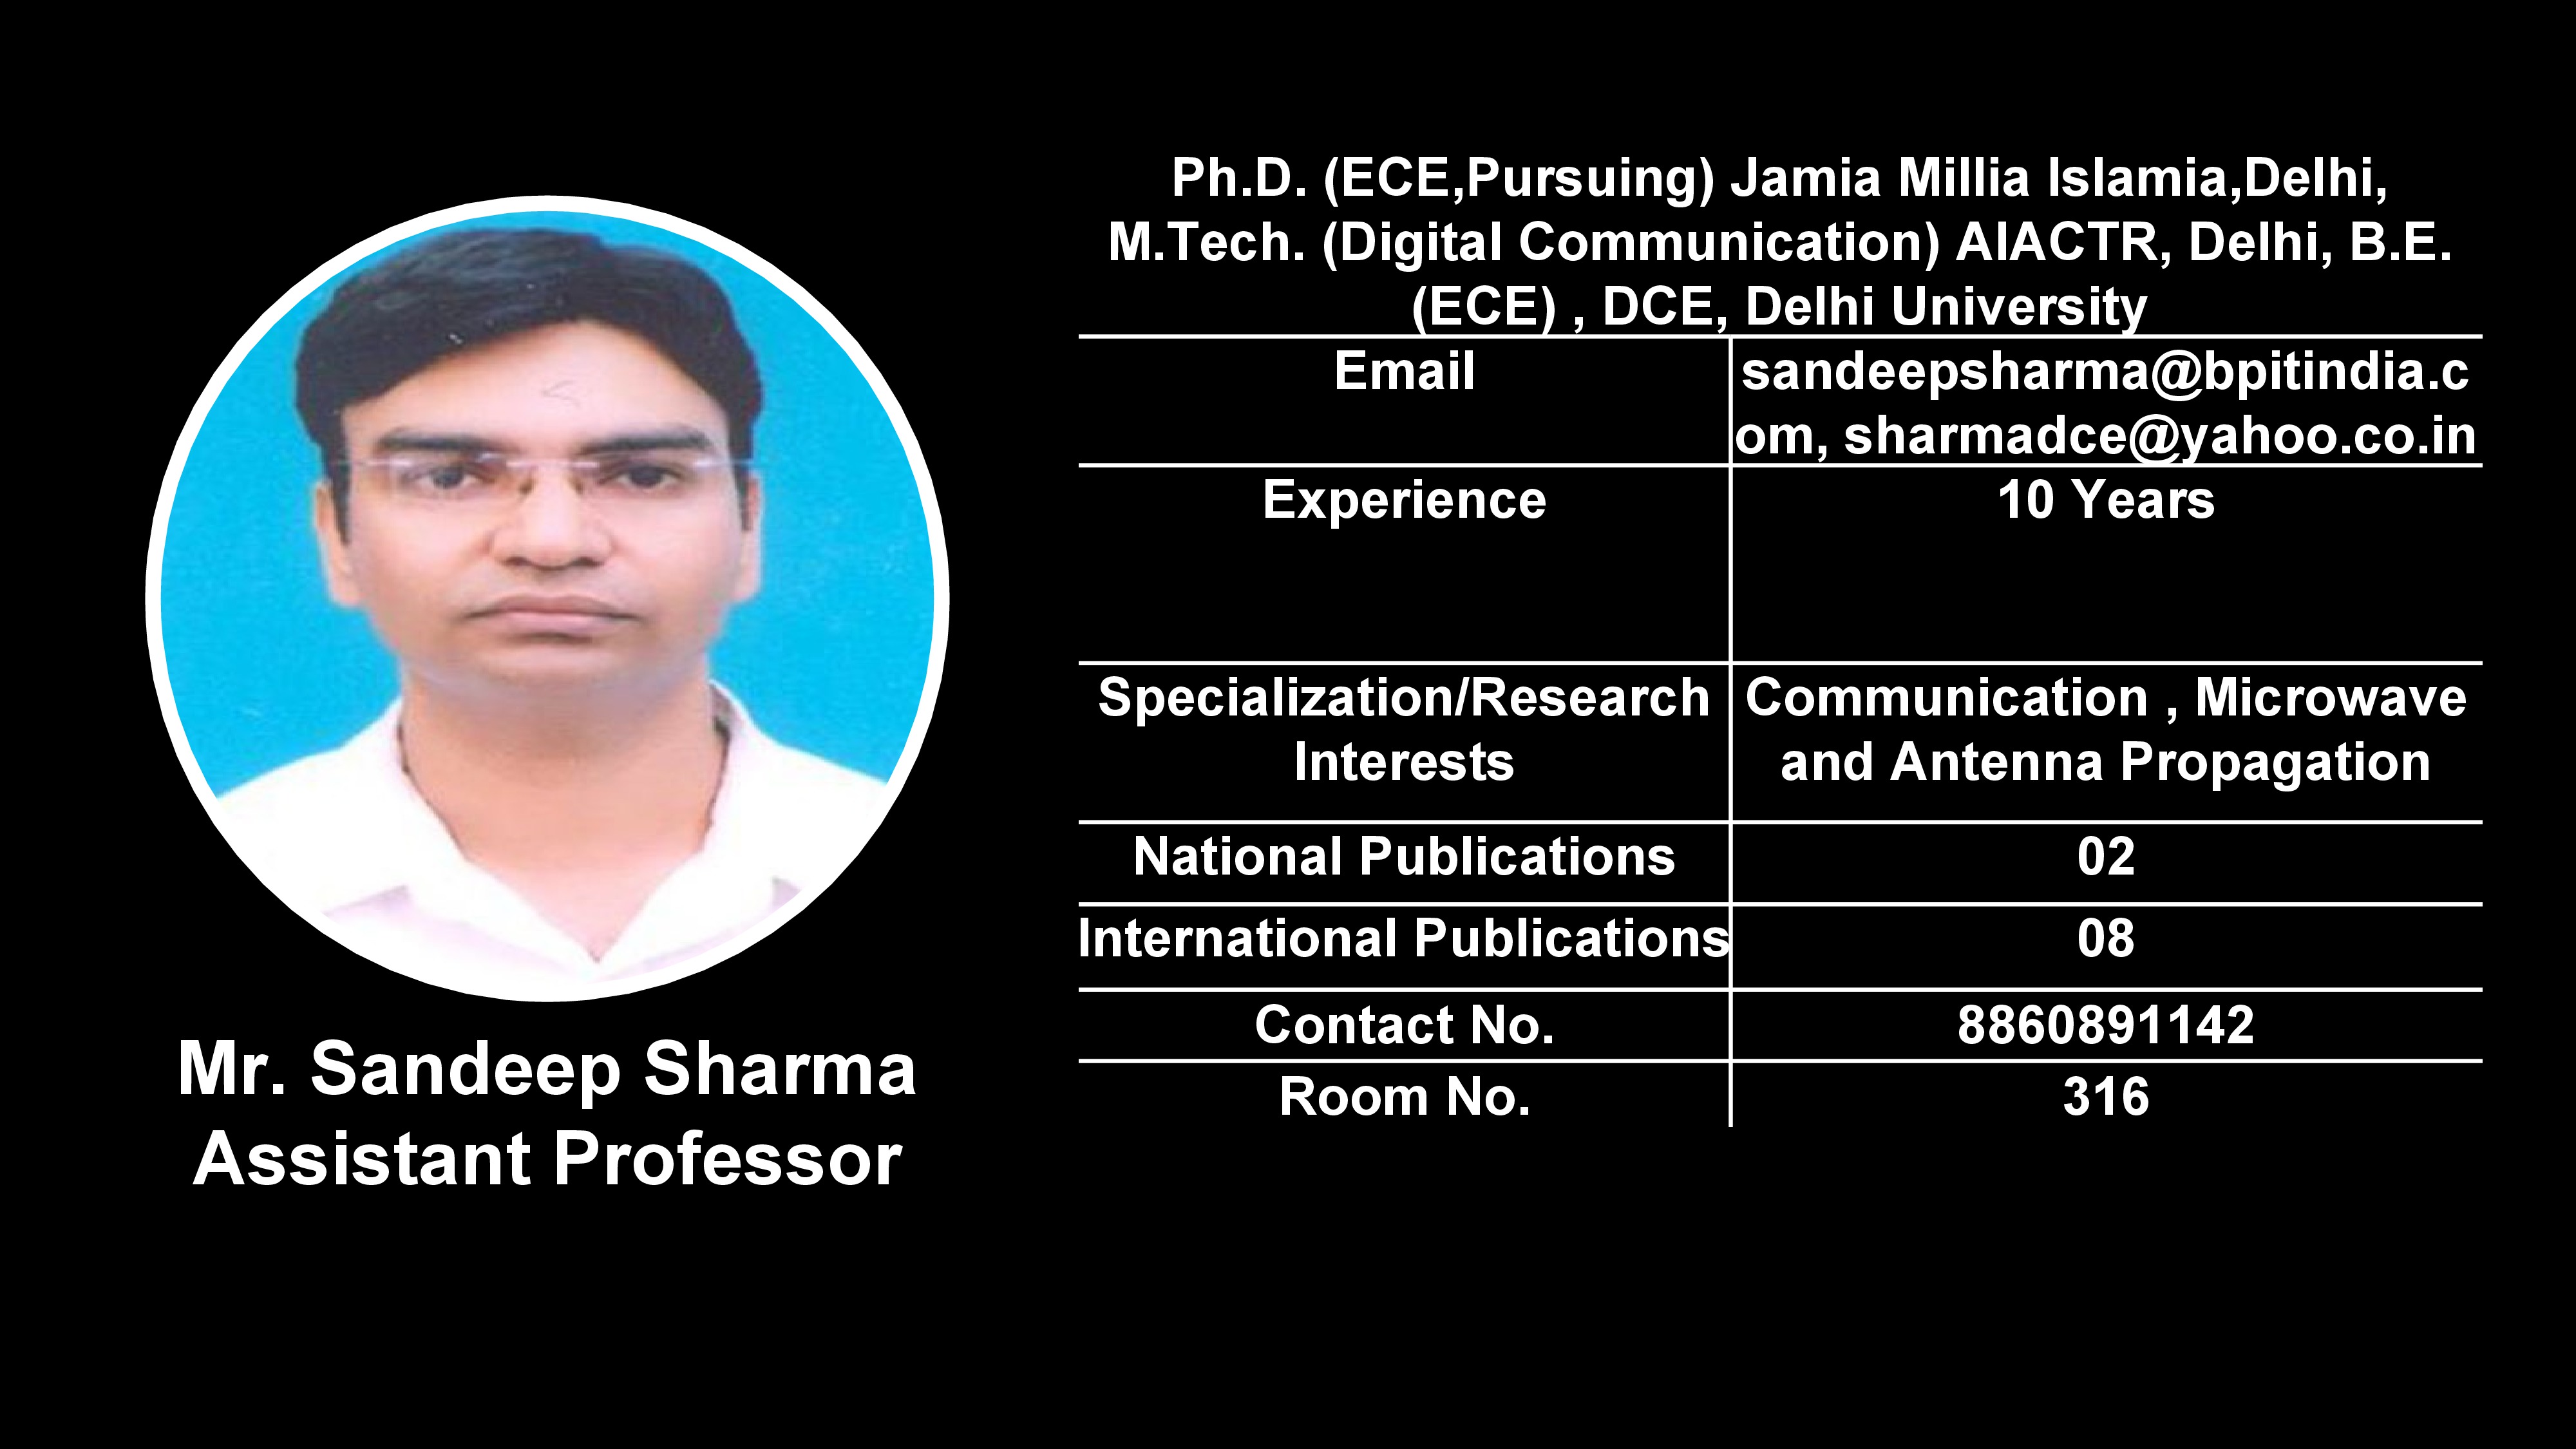 Ph.D. (ECE,Pursuing) Jamia Millia Islamia,Delhi,
M.Tech. (Digital Communication) AIACTR, Delhi, B.E.
(ECE) , DCE, Delhi University
Email
sandeepsharma@bpitindia.c
om, sharmadce@yahoo.co.in
Experience
10 Years
Specialization/Research
Interests
Communication , Microwave
and Antenna Propagation
National Publications
02
International Publications
08
Contact No.
8860891142
Room No.
316
Mr. Sandeep Sharma
Assistant Professor